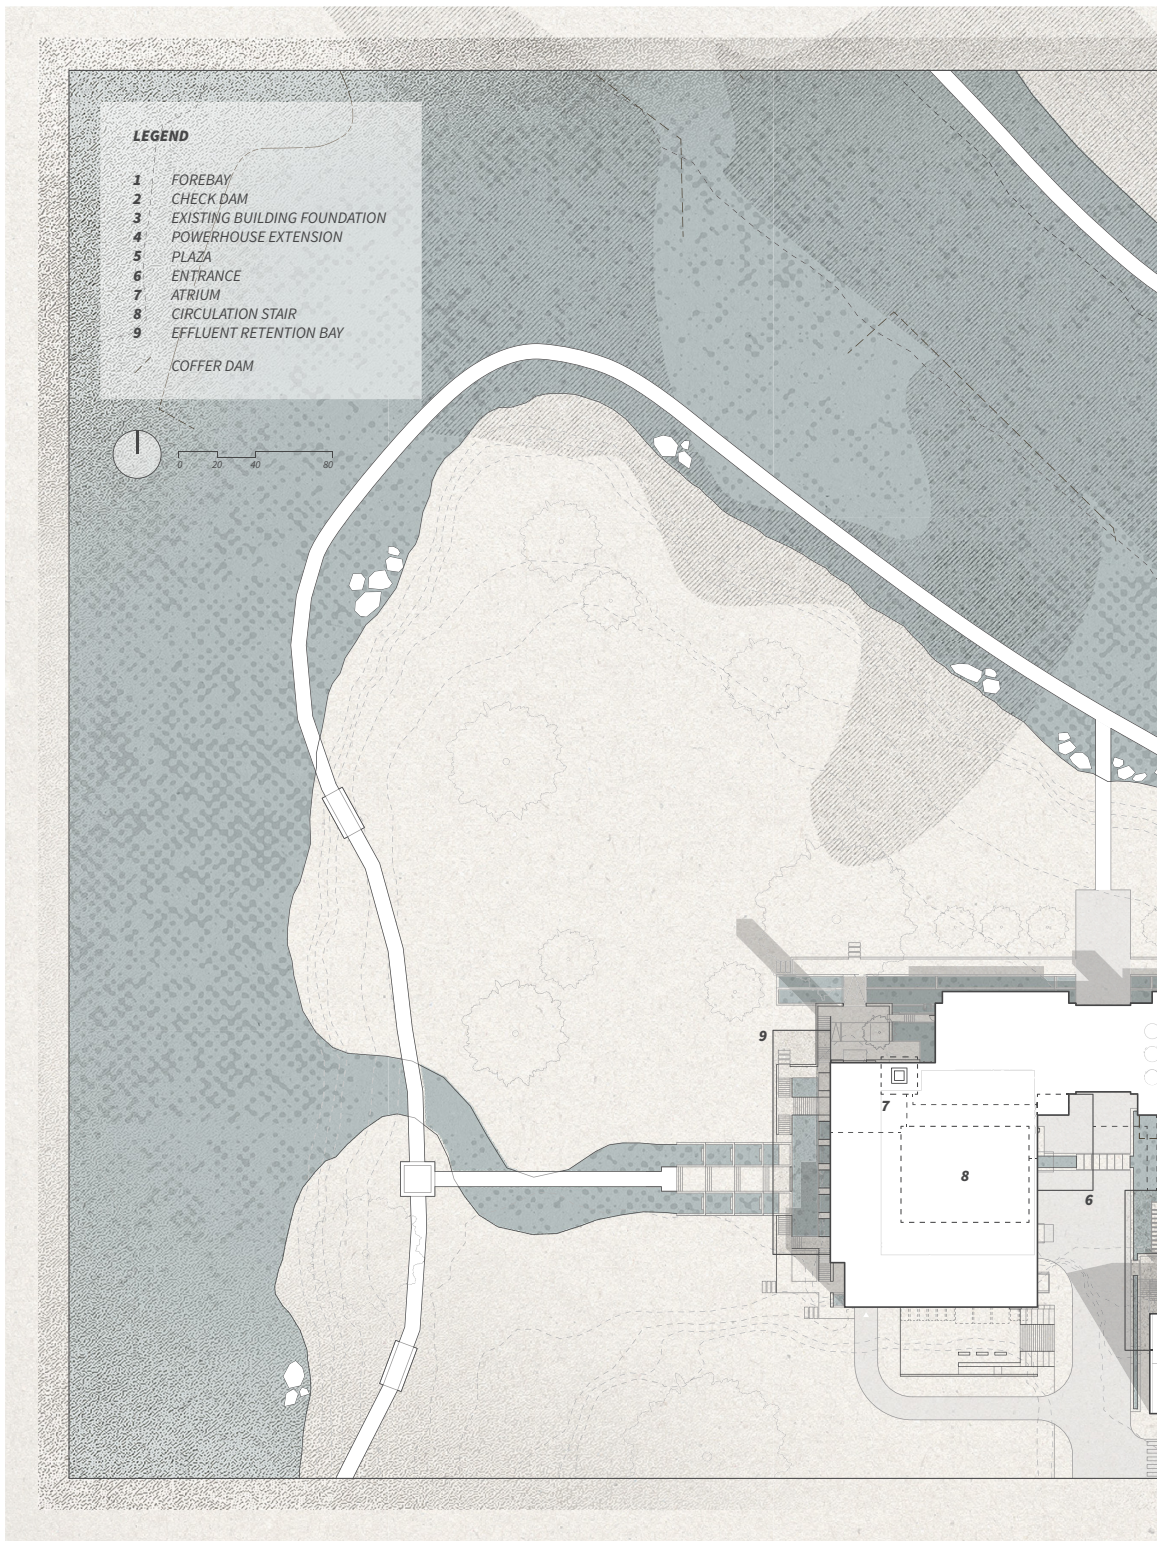 LEGEND
1 FOREBAY
2 CHECK DAM
3 EXISTING BUILDING FOUNDATION
4 POWERHOUSE EXTENSION
5 PLAZA
6 ENTRANCE
7 ATRIUM
8 CIRCULATION STAIR
9 EFFLUENT RETENTION BAY
COFFER DAM
0 20 40 80
9
7
8
6